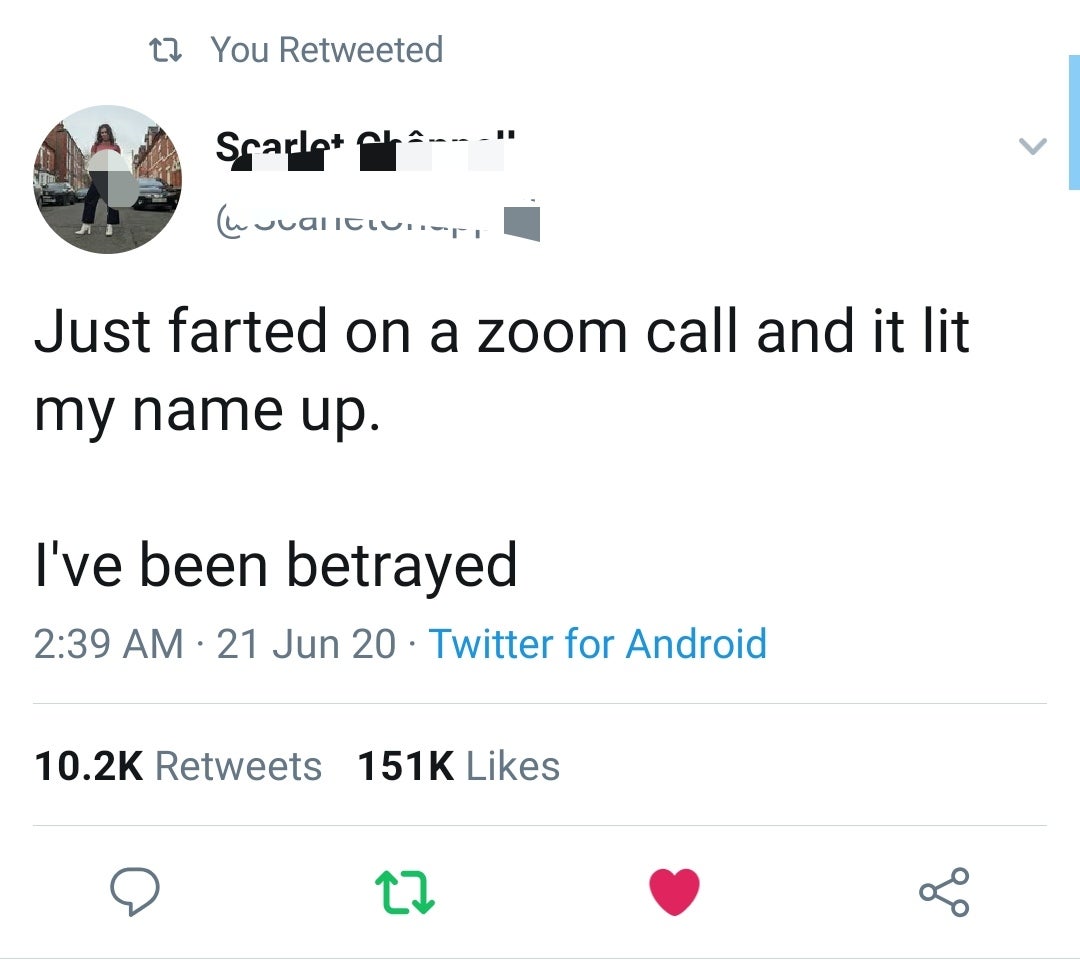 You Retweeted
Scarlet
Just farted on a zoom call and it lit
my name up.
I've been betrayed
2:39 AM · 21 Jun 20 · Twitter for Android
10.2K Retweets 151K Likes